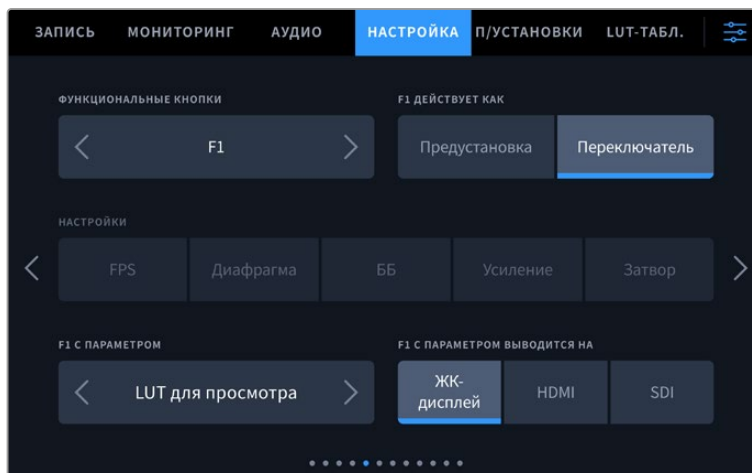 ЗАПИСЬ МОНИТОРИНГ АУДИО НАСТРОЙКА П/УСТАНОВКИ LUT-ТАБЛ.
ФУНКЦИОНАЛЬНЫЕ КНОПКИ F1 ДЕЙСТВУЕТ КАК
F1 Предустановка Переключатель
НАСТРОЙКИ
FPS Диафрагма ББ Усиление Затвор
F1 С ПАРАМЕТРОМ F1 С ПАРАМЕТРОМ ВЫВОДИТСЯ НА
LUT для просмотра ЖК-
дисплей HDMI SDI